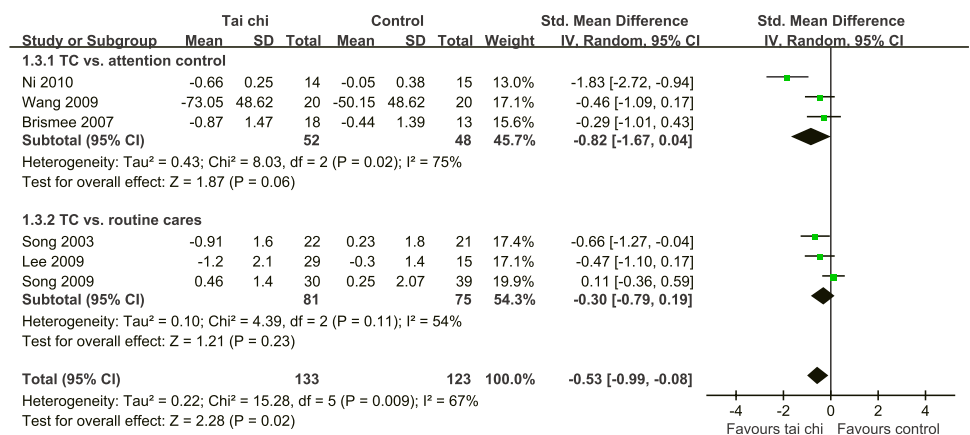 Tai chi Control Std. Mean Difference Std. Mean Difference
Study or Subgroup Mean SD Total Mean SD Total Weight IV, Random, 95% CI IV, Random, 95% CI
1.3.1 TC vs. attention control
Ni 2010 -0.66 0.25 14 -0.05 0.38 15 13.0% -1.83 [-2.72, -0.94)
Wang 2009 -73.05 48.62 20 -50.15 48.62 20 17.1% -0.46 [-1.09, 0.17]
Brismee 2007 -0.87 1.47 18 -0.44 1.39 13 15.6% -0.29 [-1.01, 0.43]
Subtotal (95% CI) 52 48 45.7% -0.82 [-1.67, 0.04]
Heterogeneity: Tau² = 0.43; Chi² = 8.03, df = 2 (P = 0.02); I² = 75%
Test for overall effect: Z = 1.87 (P = 0.06)
1.3.2 TC vs. routine cares
Song 2003 -0.91 1.6 22 0.23 1.8 21 17.4% -0.66 [-1.27, -0.04]
Lee 2009 -1.2 2.1 29 -0.3 1.4 15 17.1% -0.47 [-1.10, 0.17]
Song 2009 0.46 1.4 30 0.25 2.07 39 19.9% 0.11 [-0.36, 0.59]
Subtotal (95% CI) 81 75 54.3% -0.30 [-0.79, 0.19]
Heterogeneity: Tau² = 0.10; Chi² = 4.39, df = 2 (P = 0.11); I² = 54%
Test for overall effect: Z = 1.21 (P = 0.23)
Total (95% CI) 133 123 100.0% -0.53 [-0.99, -0.08]
Heterogeneity: Tau² = 0.22; Chi² = 15.28, df = 5 (P = 0.009); I² = 67%
Test for overall effect: Z = 2.28 (P = 0.02)
-4 -2 0 2 4
Favours tai chi Favours control